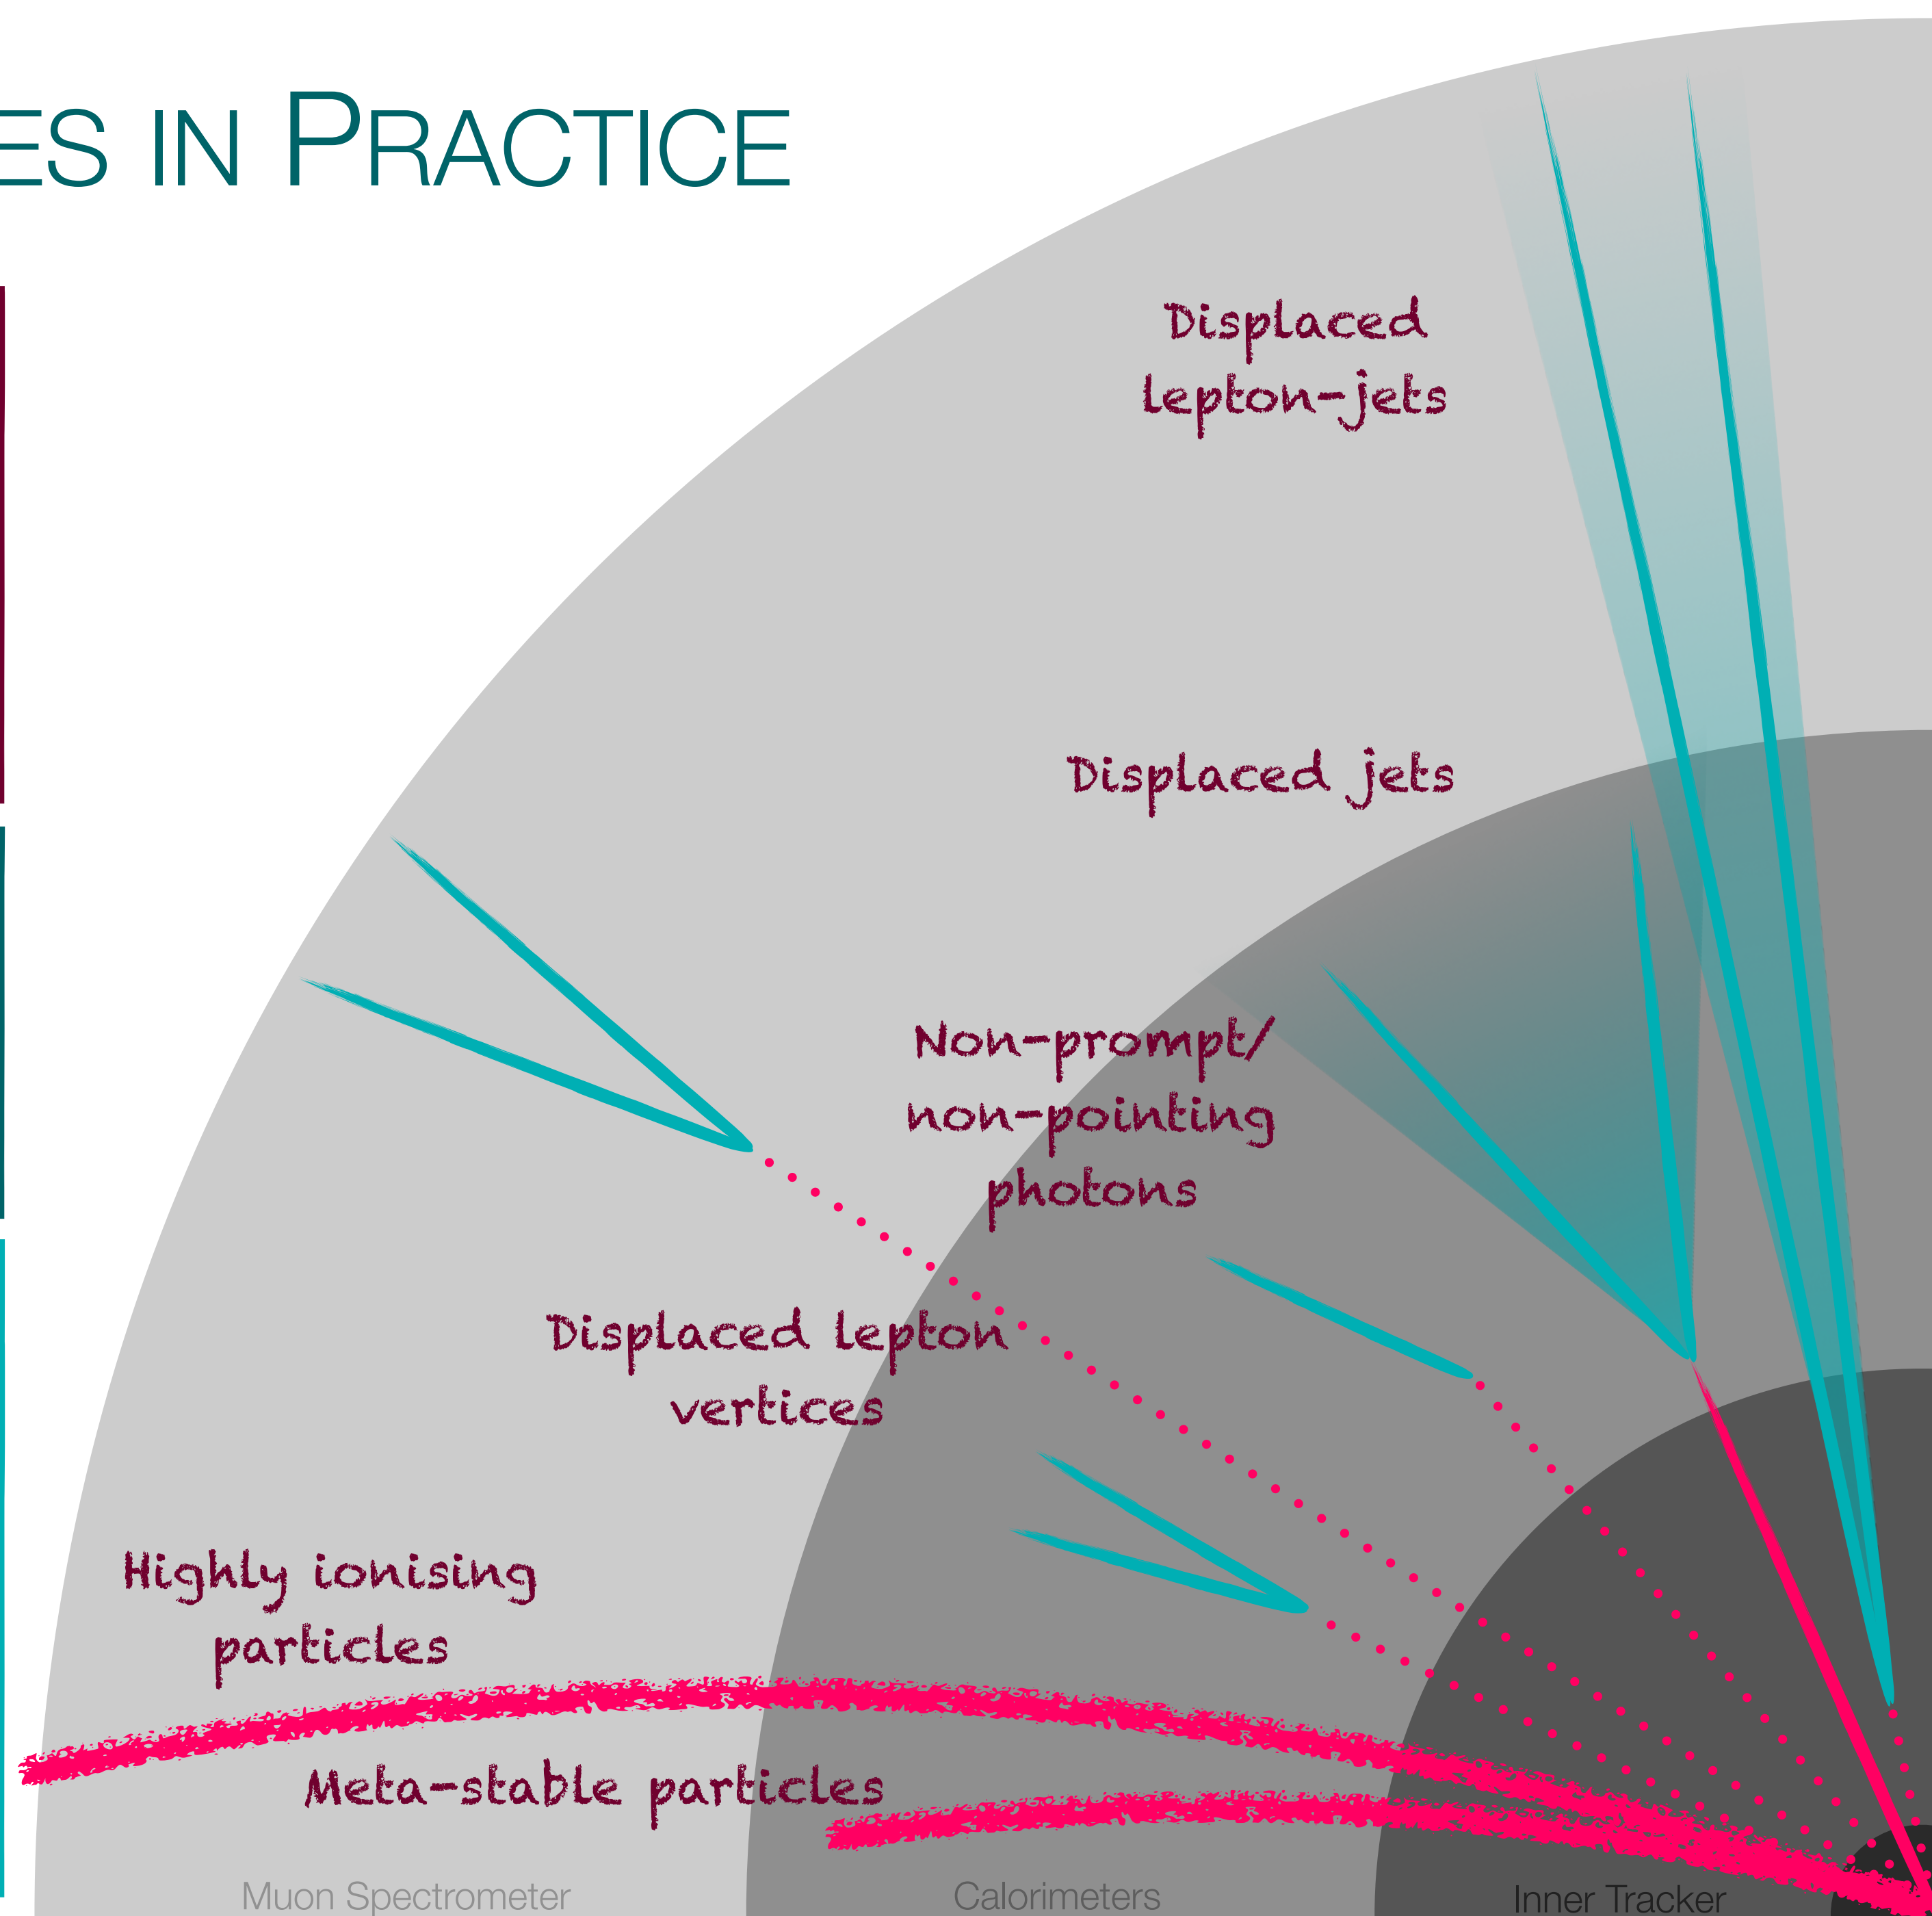 ES IN PRACTICE
Displaced
lepton-jets
Displaced jets
Non-prompt/
non-pointing
photons
Displaced lepton
vertices
Highly ionising
particles
Meta-stable particles
Muon Spectrometer
Calorimeters
Inner Tracker